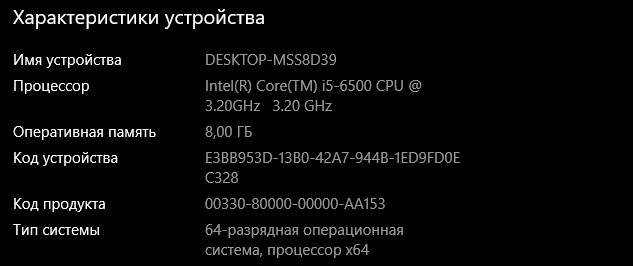 Характеристики устройства
Имя устройства DESKTOP-MSS8D39
Процессор Intel(R) Core(TM) i5-6500 CPU @
3.20GHz 3.20 GHz
Оперативная память 8,00 ГБ
Код устройства E3BB953D-13B0-42A7-944B-1ED9FD0E
C328
Код продукта 00330-80000-00000-AA153
Тип системы 64-разрядная операционная
система, процессор x64